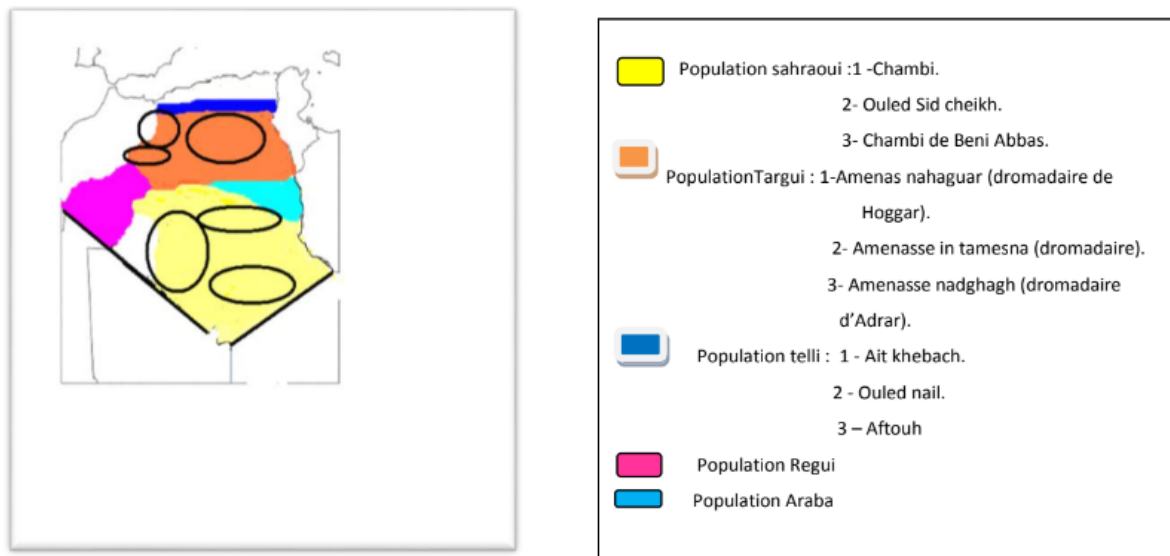 Population sahraoui :1 -Chambi.
2- Ouled Sid cheikh.
3- Chambi de Beni Abbas.
PopulationTargui : 1-Amenas nahaguar (dromadaire de
Hoggar).
2- Amenasse in tamesna (dromadaire).
3- Amenasse nadghagh (dromadaire
d’Adrar).
Population telli : 1 - Ait khebach.
2 - Ouled nail.
3 – Aftouh
Population Regui
Population Araba